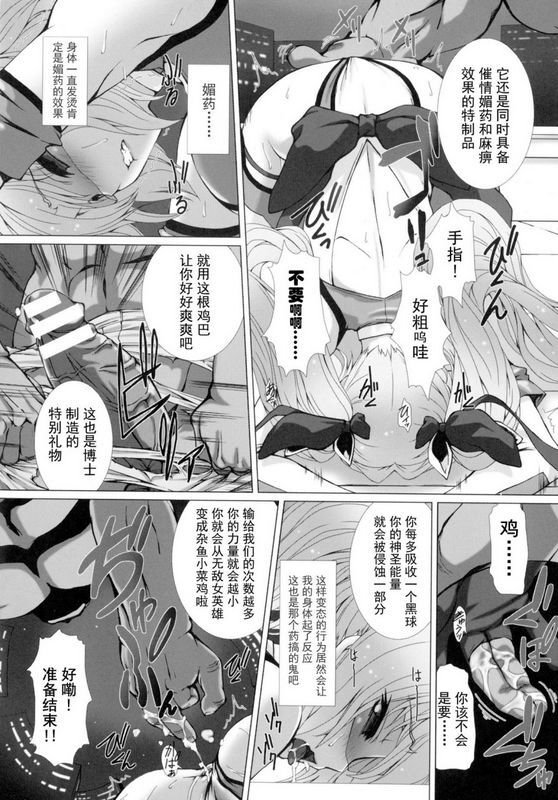 它还是同时具备
催情媚药和麻痹
效果的特制品
媚药……
身体一直发烫肯
定是媚药的效果
手指！
好粗呜哇
不要啊啊……
就用这根鸡巴
让你好好爽爽吧
这也是博士
制造的
特别礼物
鸡……
你该不会
是要……
你每多吸收一个黑球
你的神圣能量
就会被侵蚀一部分
这样变态的行为居然会让
我的身体起了反应
这也是那个药搞的鬼吧
输给我们的次数越多
你的力量就会越小
你就会从无敌女英雄
变成杂鱼小菜鸡啦
好嘞！
准备结束!!